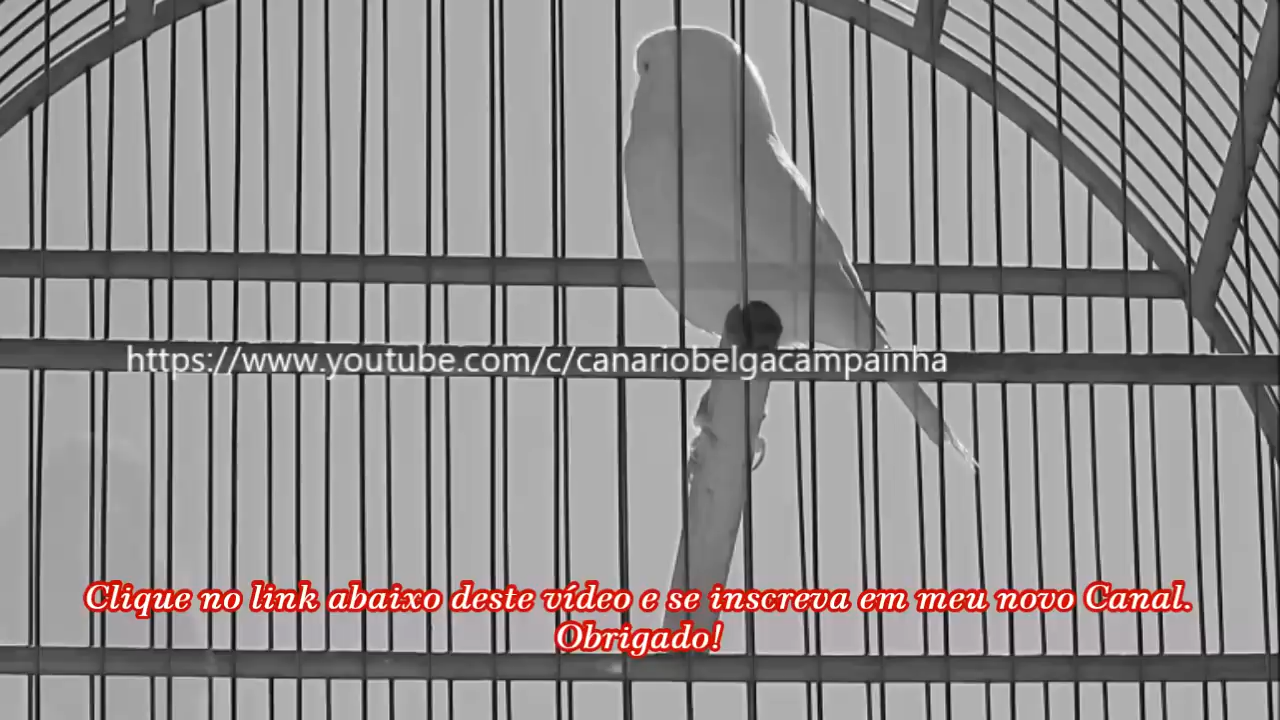 https://www.youtube.com/c/canariobelgacampainha
Clique no link abaixo deste vídeo e se inscreva em meu novo Canal.
Obrigado!